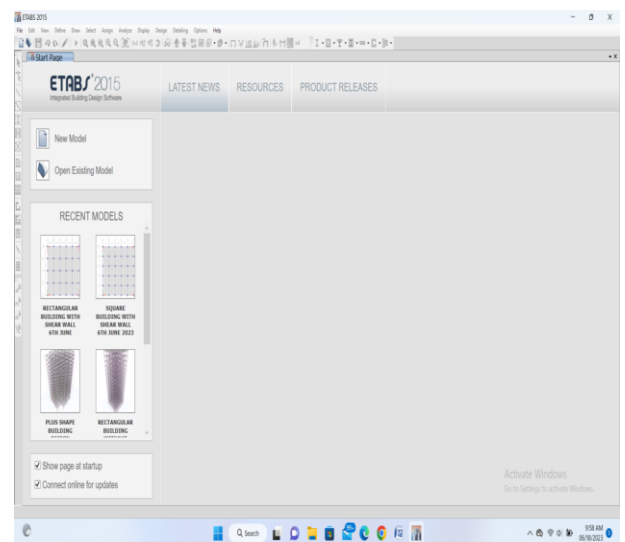 ETABS 2015
File Edit View Define Draw Select Assign Analyze Display Design Detailing Options Help
Start Page
ETABS® 2015
Integrated Building Design Software
LATEST NEWS RESOURCES PRODUCT RELEASES
New Model
Open Existing Model
RECENT MODELS
RECTANGULAR BUILDING WITH SHEAR WALL 6TH JUNE
SQUARE BUILDING WITH SHEAR WALL 6TH JUNE 2023
PLUS SHAPE BUILDING
RECTANGULAR BUILDING
Show page at startup
Connect online for updates
Activate Windows
Go to Settings to activate Windows.
Search
9:58 AM
06/18/2023